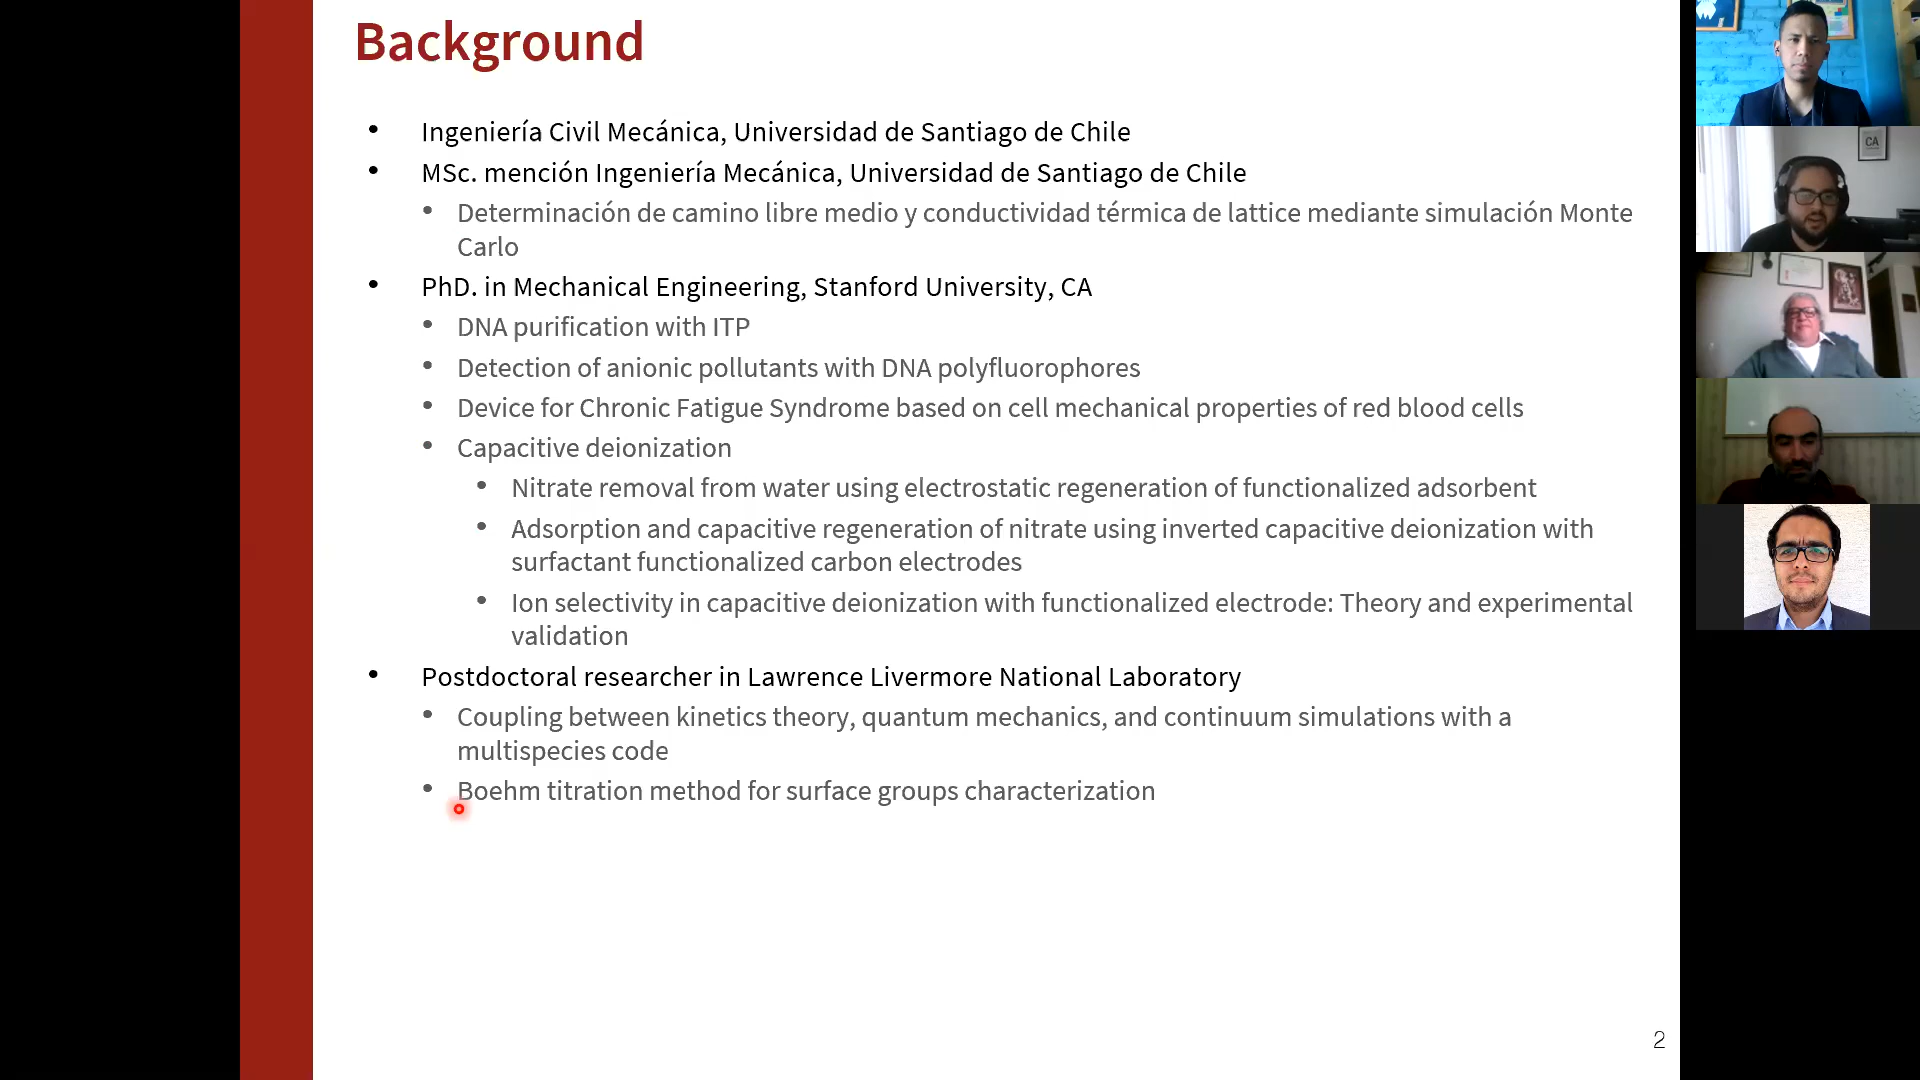 Background
• Ingeniería Civil Mecánica, Universidad de Santiago de Chile
• MSc. mención Ingeniería Mecánica, Universidad de Santiago de Chile
• Determinación de camino libre medio y conductividad térmica de lattice mediante simulación Monte
Carlo
• PhD. in Mechanical Engineering, Stanford University, CA
• DNA purification with ITP
• Detection of anionic pollutants with DNA polyfluorophores
• Device for Chronic Fatigue Syndrome based on cell mechanical properties of red blood cells
• Capacitive deionization
• Nitrate removal from water using electrostatic regeneration of functionalized adsorbent
• Adsorption and capacitive regeneration of nitrate using inverted capacitive deionization with
surfactant functionalized carbon electrodes
• Ion selectivity in capacitive deionization with functionalized electrode: Theory and experimental
validation
• Postdoctoral researcher in Lawrence Livermore National Laboratory
• Coupling between kinetics theory, quantum mechanics, and continuum simulations with a
multispecies code
• Boehm titration method for surface groups characterization
2
CA